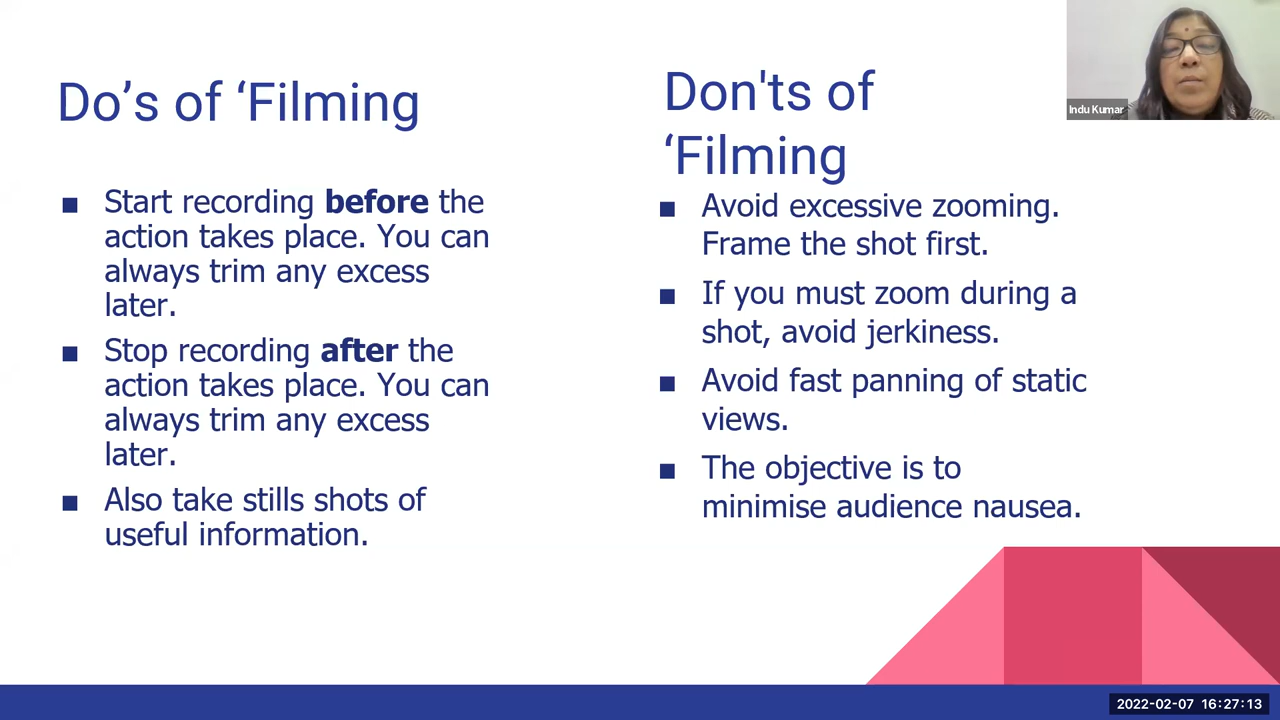 Do’s of ‘Filming
■ Start recording before the
action takes place. You can
always trim any excess
later.
■ Stop recording after the
action takes place. You can
always trim any excess
later.
■ Also take stills shots of
useful information.
Don'ts of
‘Filming
■ Avoid excessive zooming.
Frame the shot first.
■ If you must zoom during a
shot, avoid jerkiness.
■ Avoid fast panning of static
views.
■ The objective is to
minimise audience nausea.
Indu Kumar
2022-02-07 16:27:13